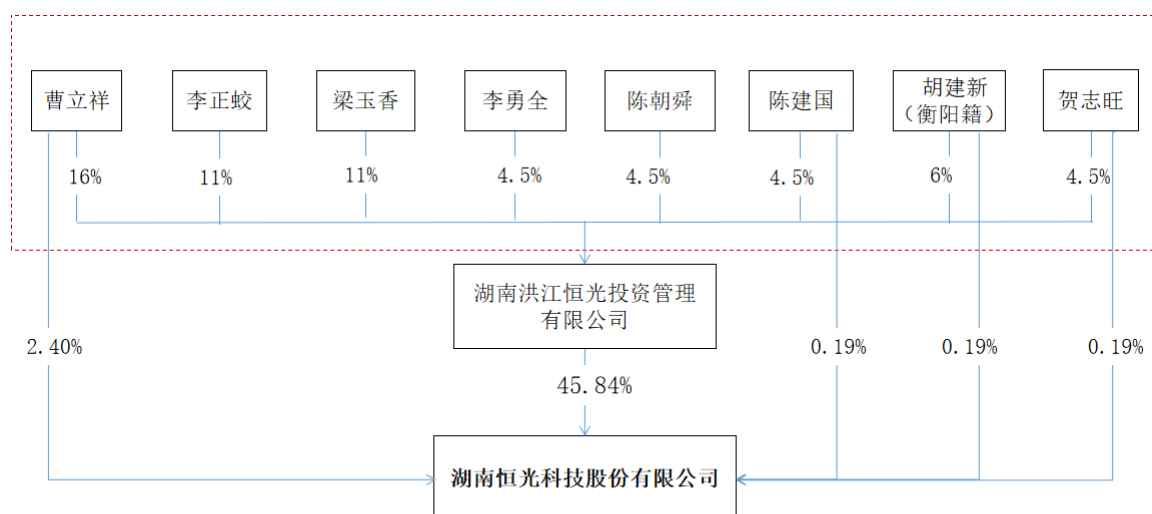 曹立祥
李正蛟
梁玉香
李勇全
陈朝舜
陈建国
胡建新
（衡阳籍）
贺志旺
16%
11%
11%
4.5%
4.5%
4.5%
6%
4.5%
湖南洪江恒光投资管理
有限公司
2.40%
0.19%
0.19%
0.19%
45.84%
湖南恒光科技股份有限公司